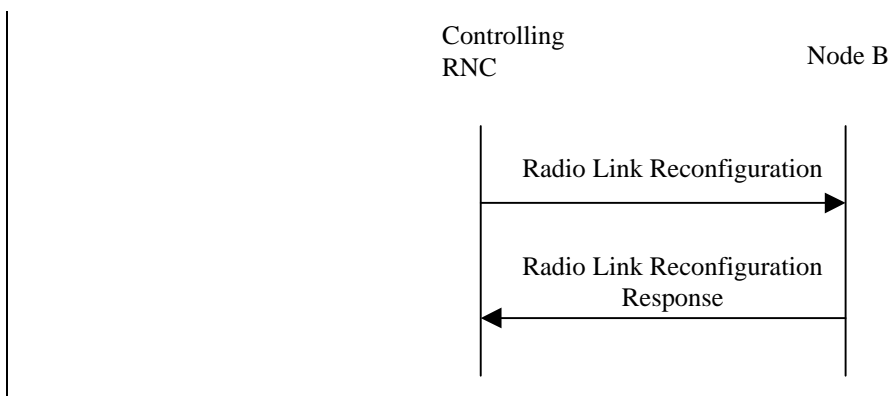 Controlling
RNC
Node B
Radio Link Reconfiguration
Radio Link Reconfiguration
Response